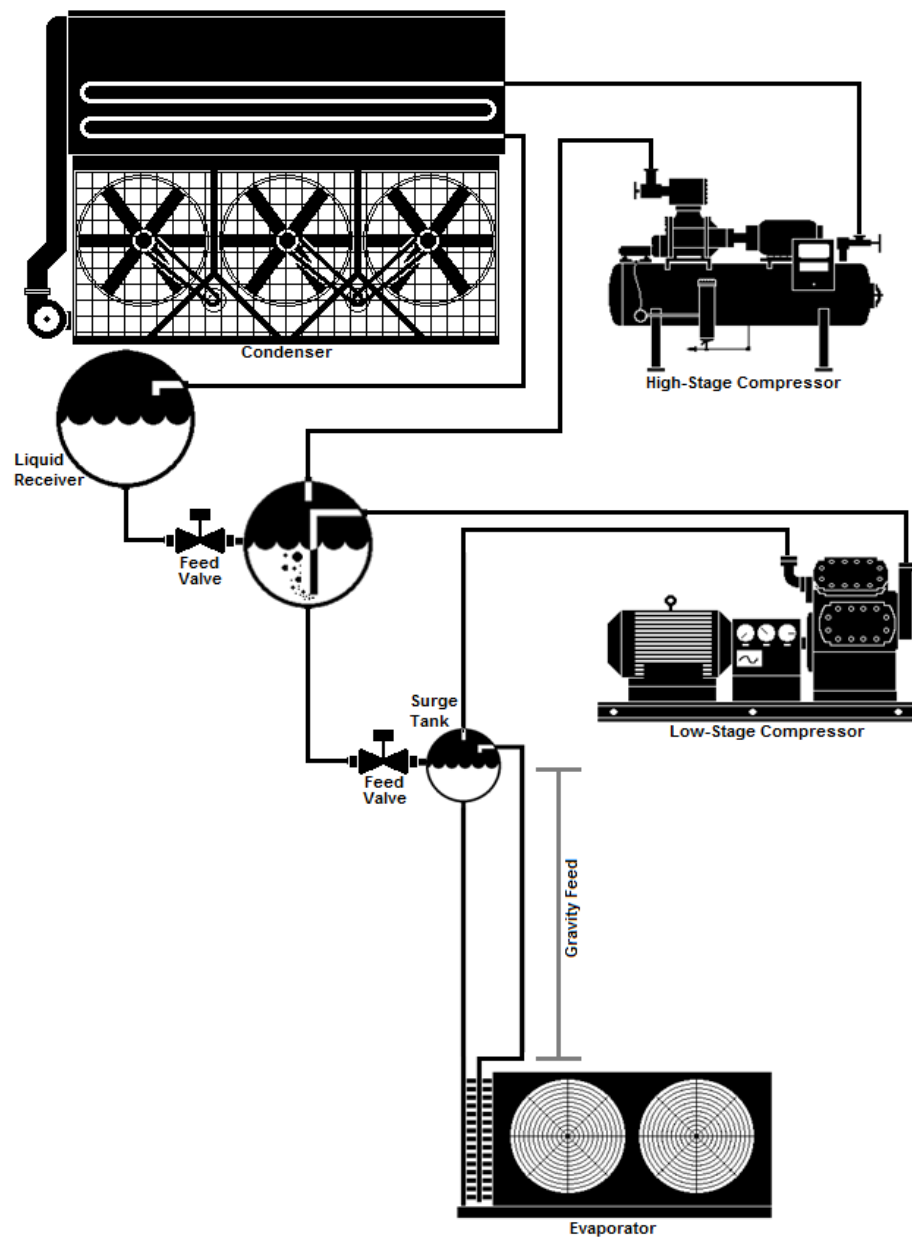 Condenser
High-Stage Compressor
Liquid
Receiver
Feed
Valve
Surge
Tank
Low-Stage Compressor
Feed
Valve
Gravity Feed
Evaporator